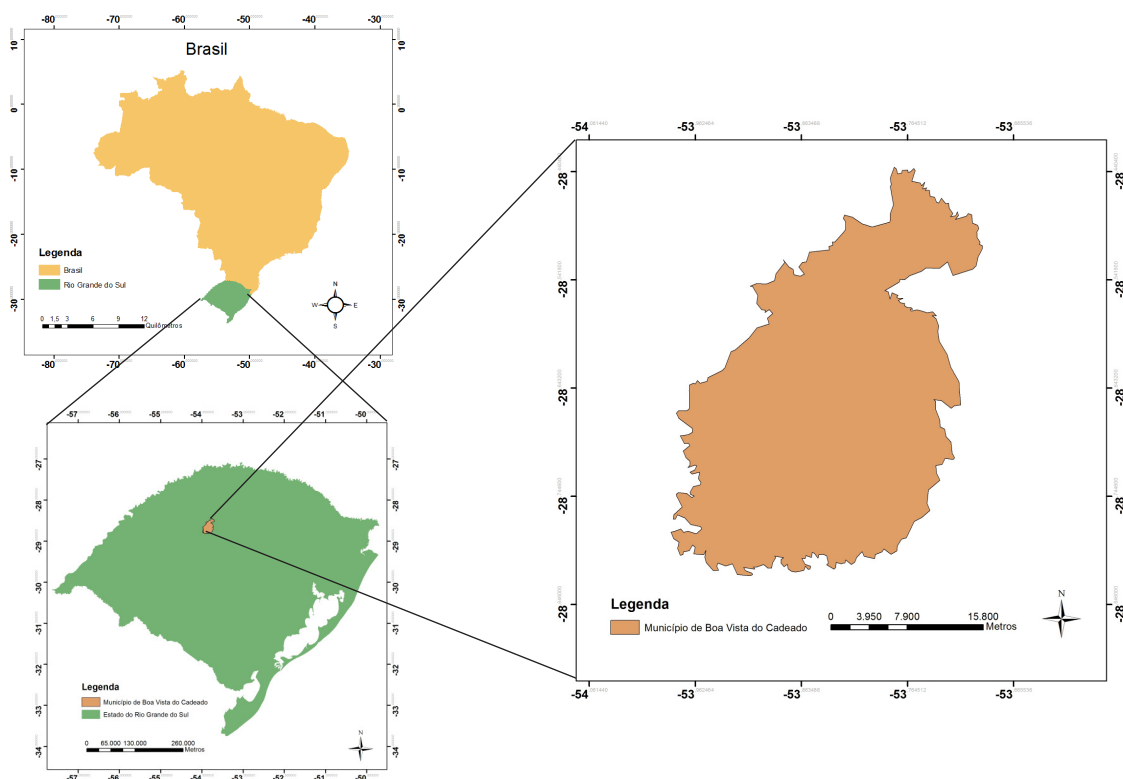 -80 -70 -60 -50 -40 -30
Brasil
10
0
-10
-20
-30
Legenda
Brasil
Rio Grande do Sul
0 1.5 3 6 9 12
Quilômetros
N
W E
S
-80 -70 -60 -50 -40 -30
-57 -56 -55 -54 -53 -52 -51 -50
-27
-28
-29
-30
-31
-32
-33
-34
Legenda
Município de Boa Vista do Cadeado
Estado do Rio Grande do Sul
0 65.000 130.000 260.000
Metros
N
-57 -56 -55 -54 -53 -52 -51 -50
-54 -53 -53 -53 -53
-28
-28
-28
-28
-28
Legenda
Município de Boa Vista do Cadeado
0 3.950 7.900 15.800
Metros
N
-54 -53 -53 -53 -53